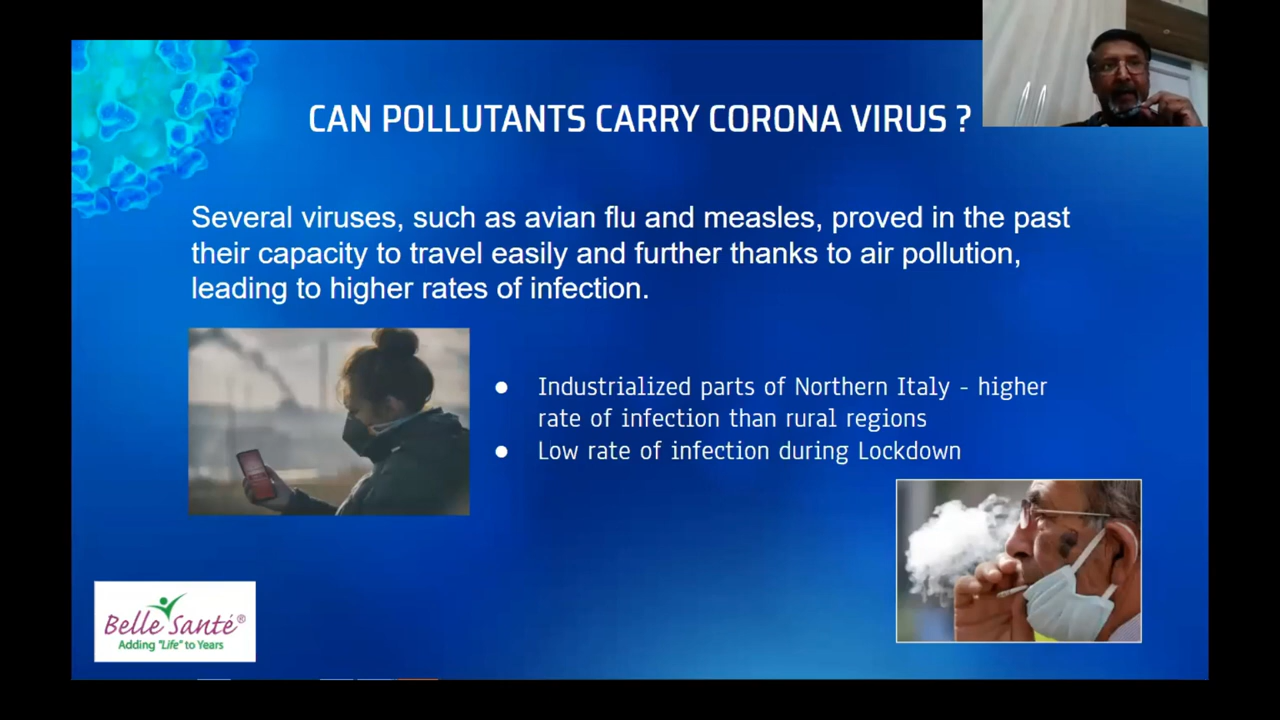 CAN POLLUTANTS CARRY CORONA VIRUS ?
Several viruses, such as avian flu and measles, proved in the past
their capacity to travel easily and further thanks to air pollution,
leading to higher rates of infection.
● Industrialized parts of Northern Italy - higher
rate of infection than rural regions
● Low rate of infection during Lockdown
Belle Santé®
Adding "Life" to Years